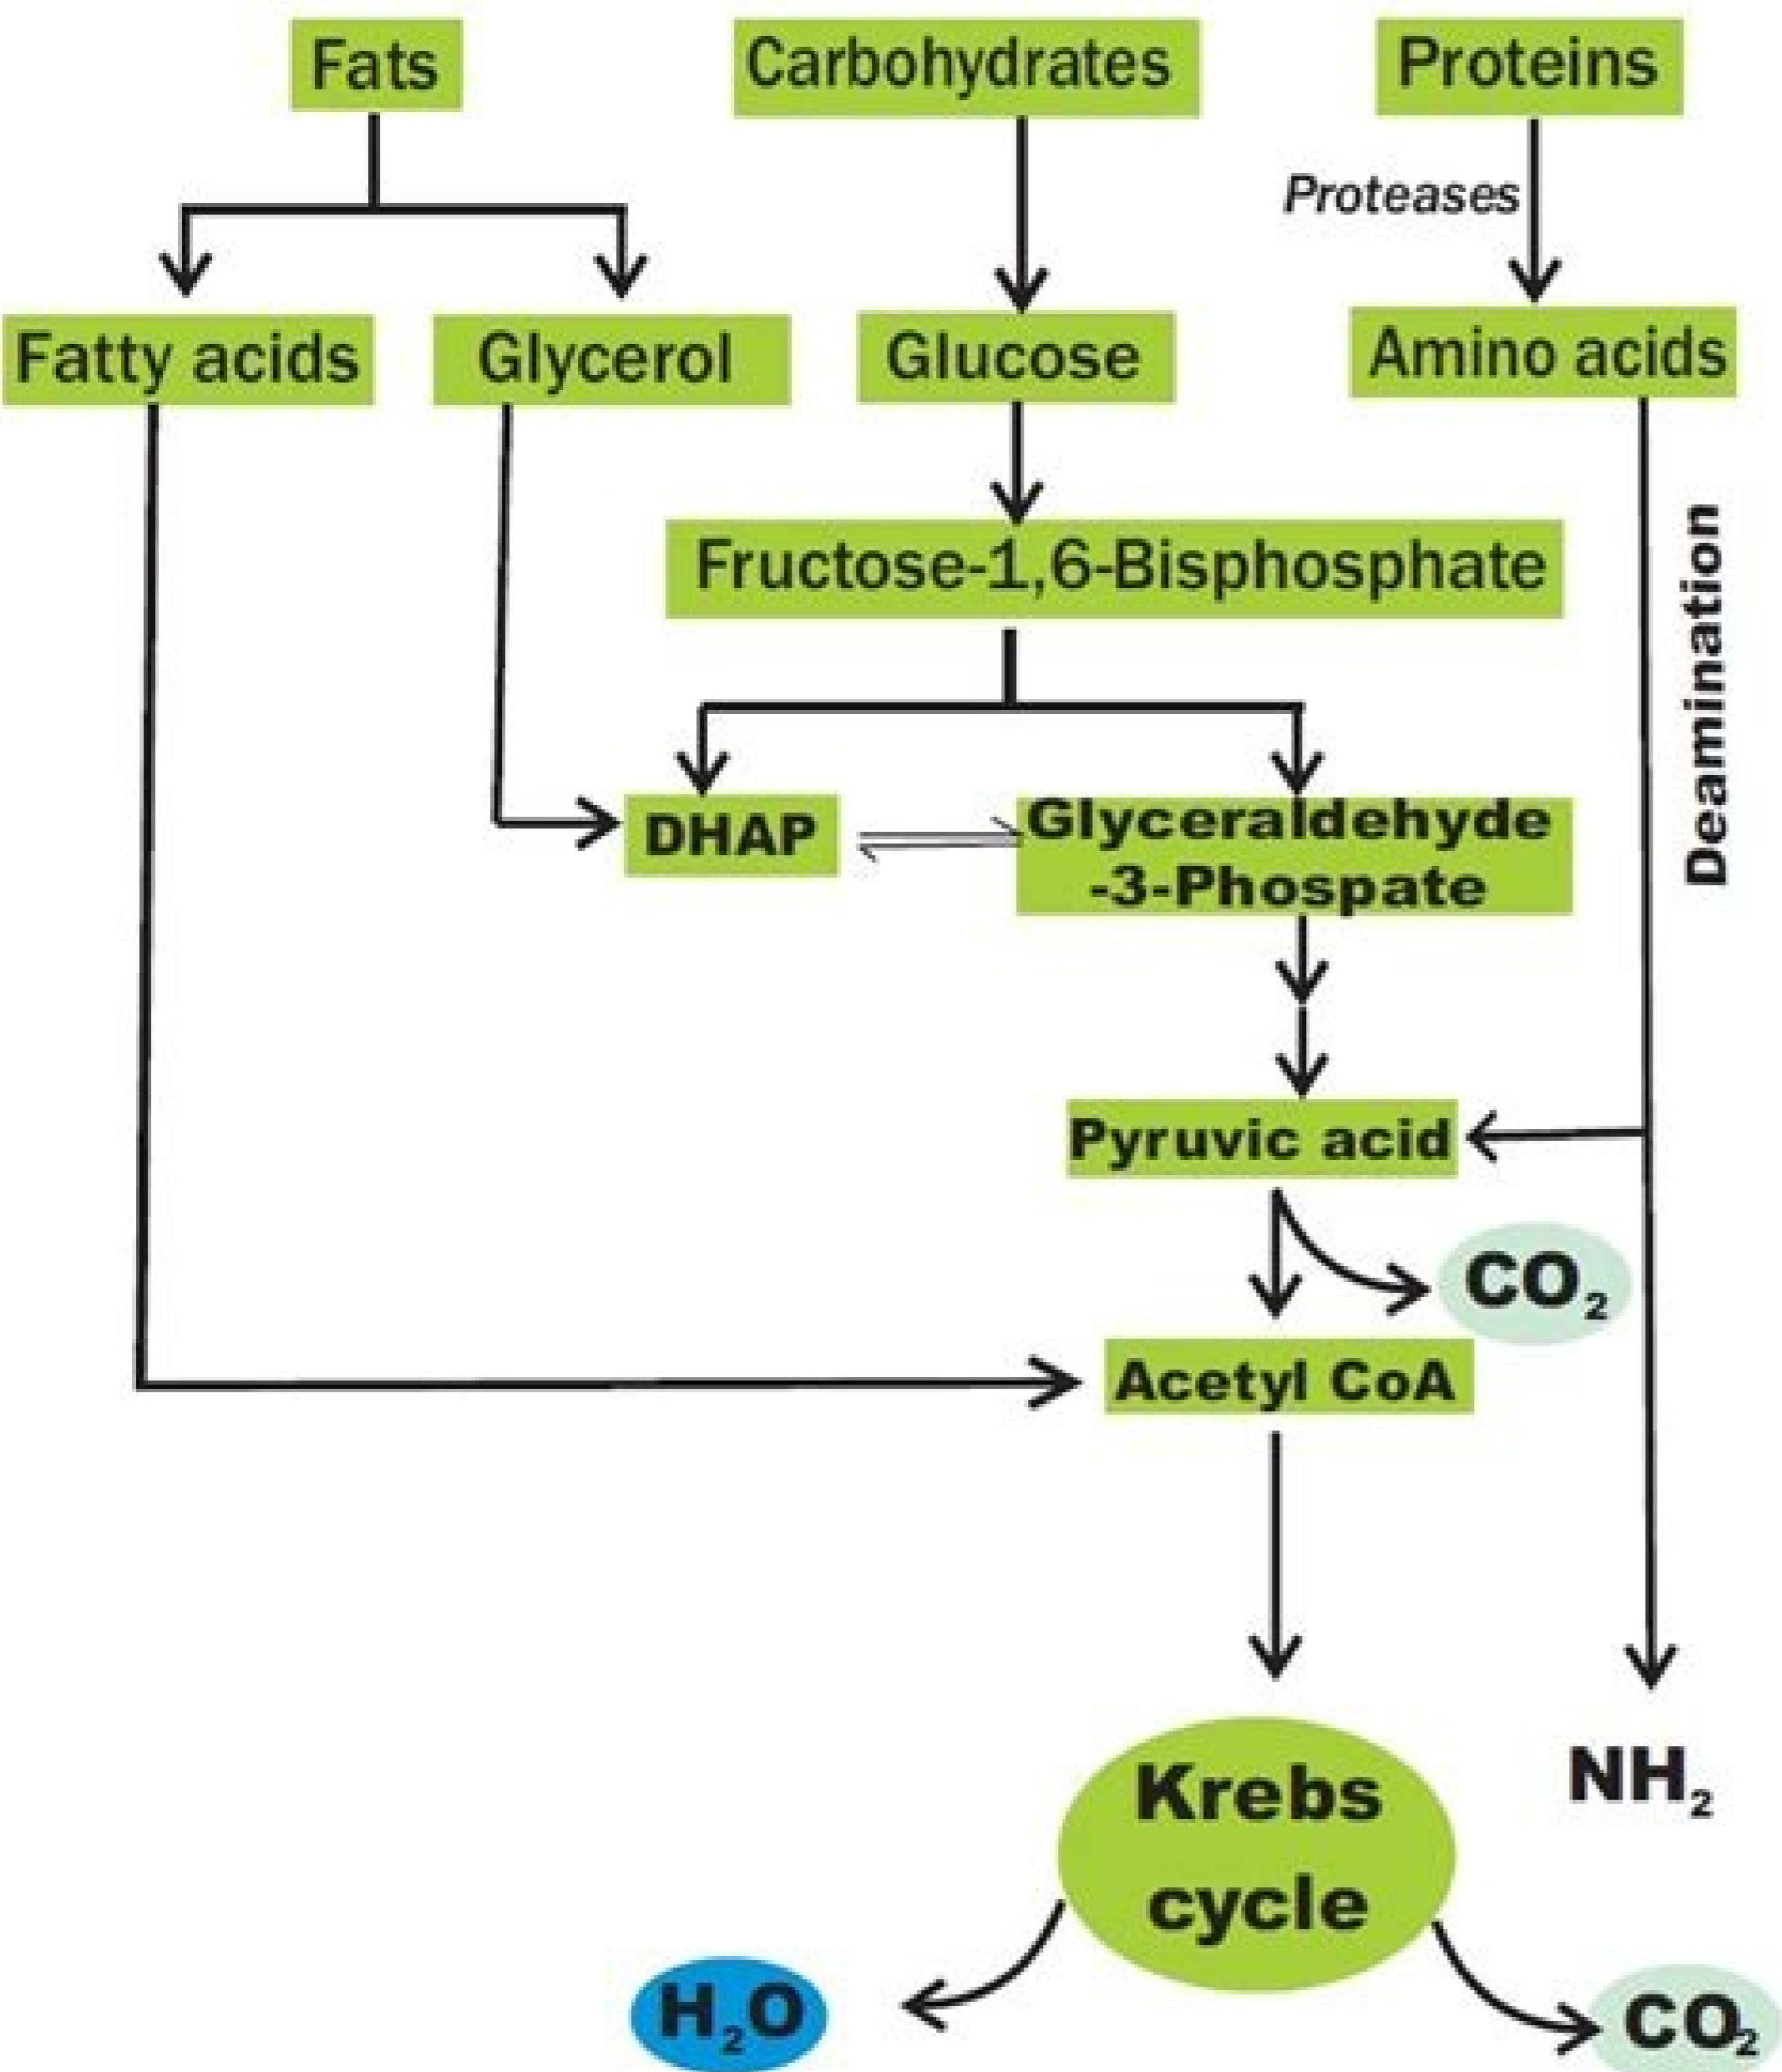 Fats
Carbohydrates
Proteins
Proteases
Fatty acids
Glycerol
Glucose
Amino acids
Fructose-1,6-Bisphosphate
Deamination
DHAP
Glyceraldehyde
-3-Phospate
Pyruvic acid
CO₂
Acetyl CoA
Krebs
cycle
NH₂
H₂O
CO₂